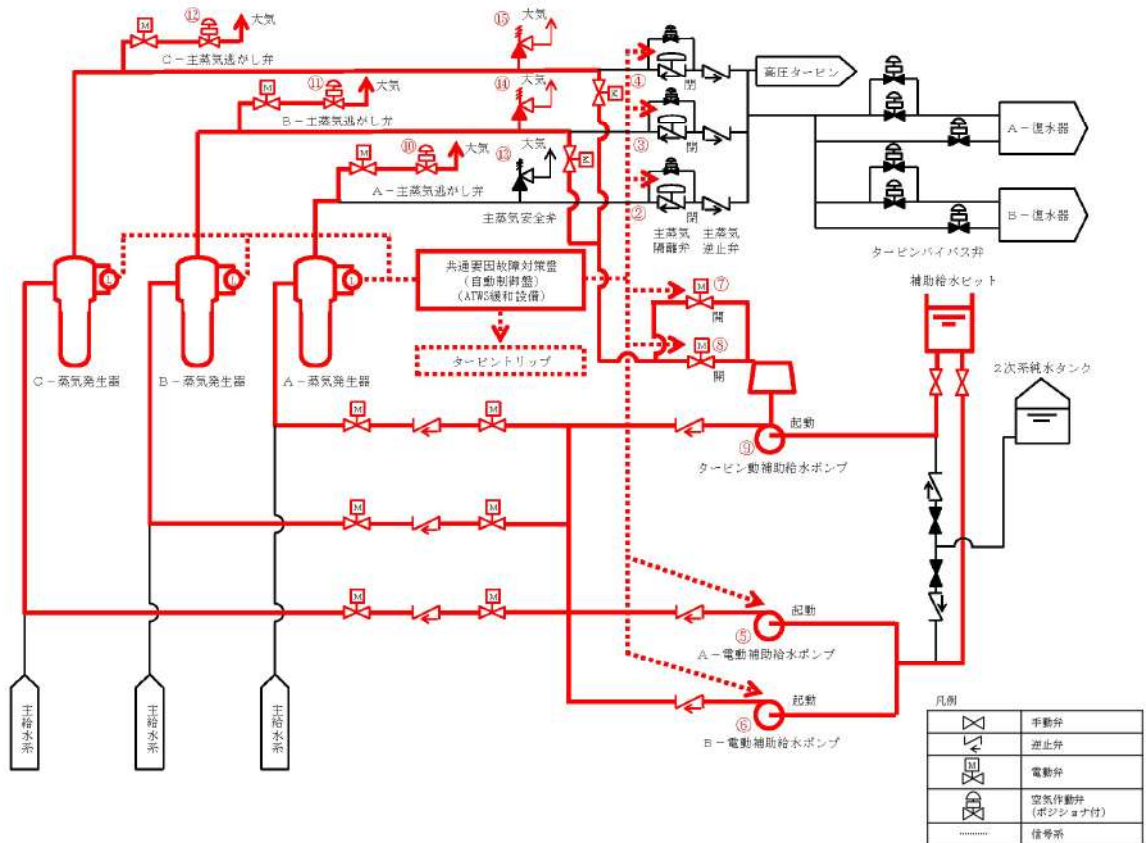 ⑫
M
大気
C－主蒸気逃がし弁
⑮
大気
⑪
M
大気
B－主蒸気逃がし弁
⑭
大気
⑩
M
大気
A－主蒸気逃がし弁
⑬
大気
主蒸気安全弁
K
K
④
閉
③
閉
②
閉
主蒸気
隔離弁
主蒸気
逆止弁
高圧タービン
A－復水器
B－復水器
タービンバイパス弁
L
L
L
C－蒸気発生器
B－蒸気発生器
A－蒸気発生器
共通要因故障対策盤
(自動制御盤)
(ATWS緩和設備)
タービントリップ
M
⑦
開
M
⑧
開
補助給水ピット
2次系純水タンク
M
M
起動
⑨
タービン動補助給水ポンプ
M
M
M
M
起動
⑤
A－電動補助給水ポンプ
起動
⑥
B－電動補助給水ポンプ
主給水系
主給水系
主給水系
凡例
手動弁
逆止弁
M
電動弁
空気作動弁
(ポジショナ付)
信号系